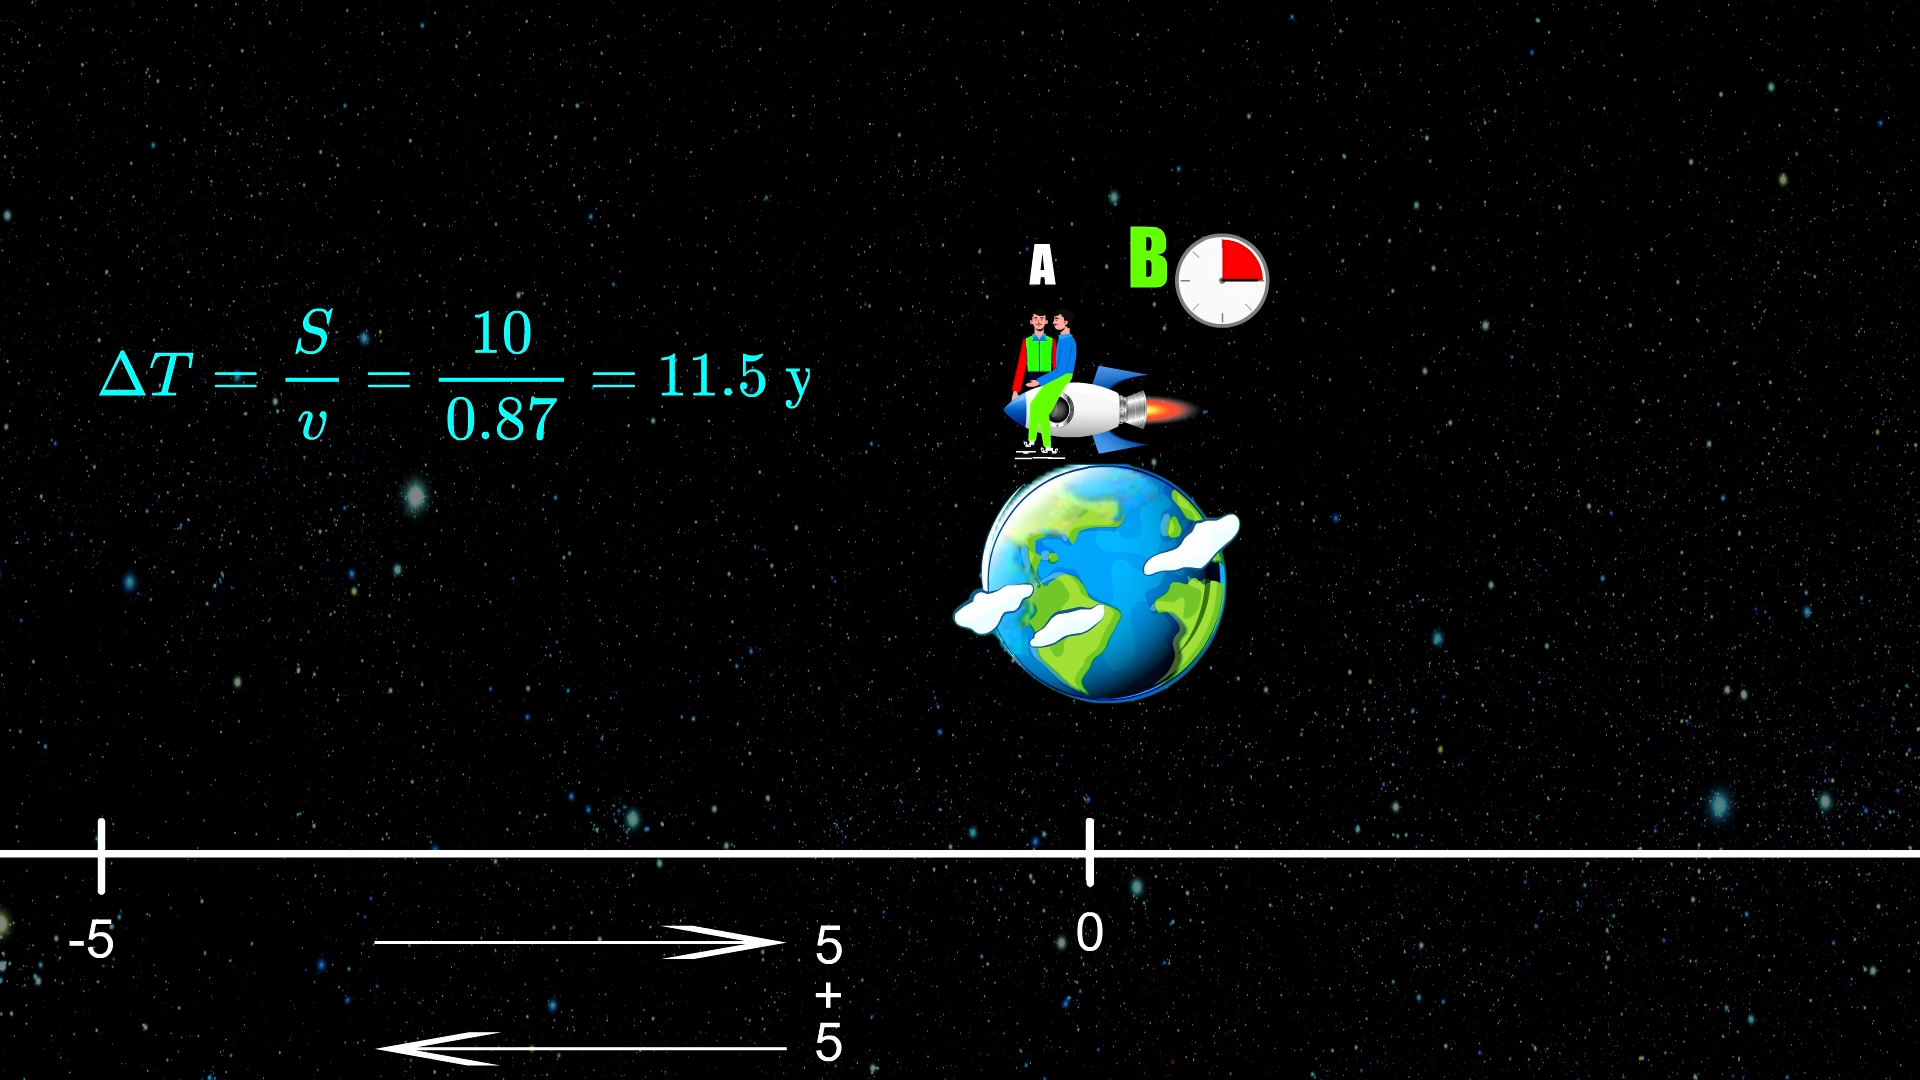 A B
ΔT = S/v = 10/0.87 = 11.5 y
-5 0
5
+
5